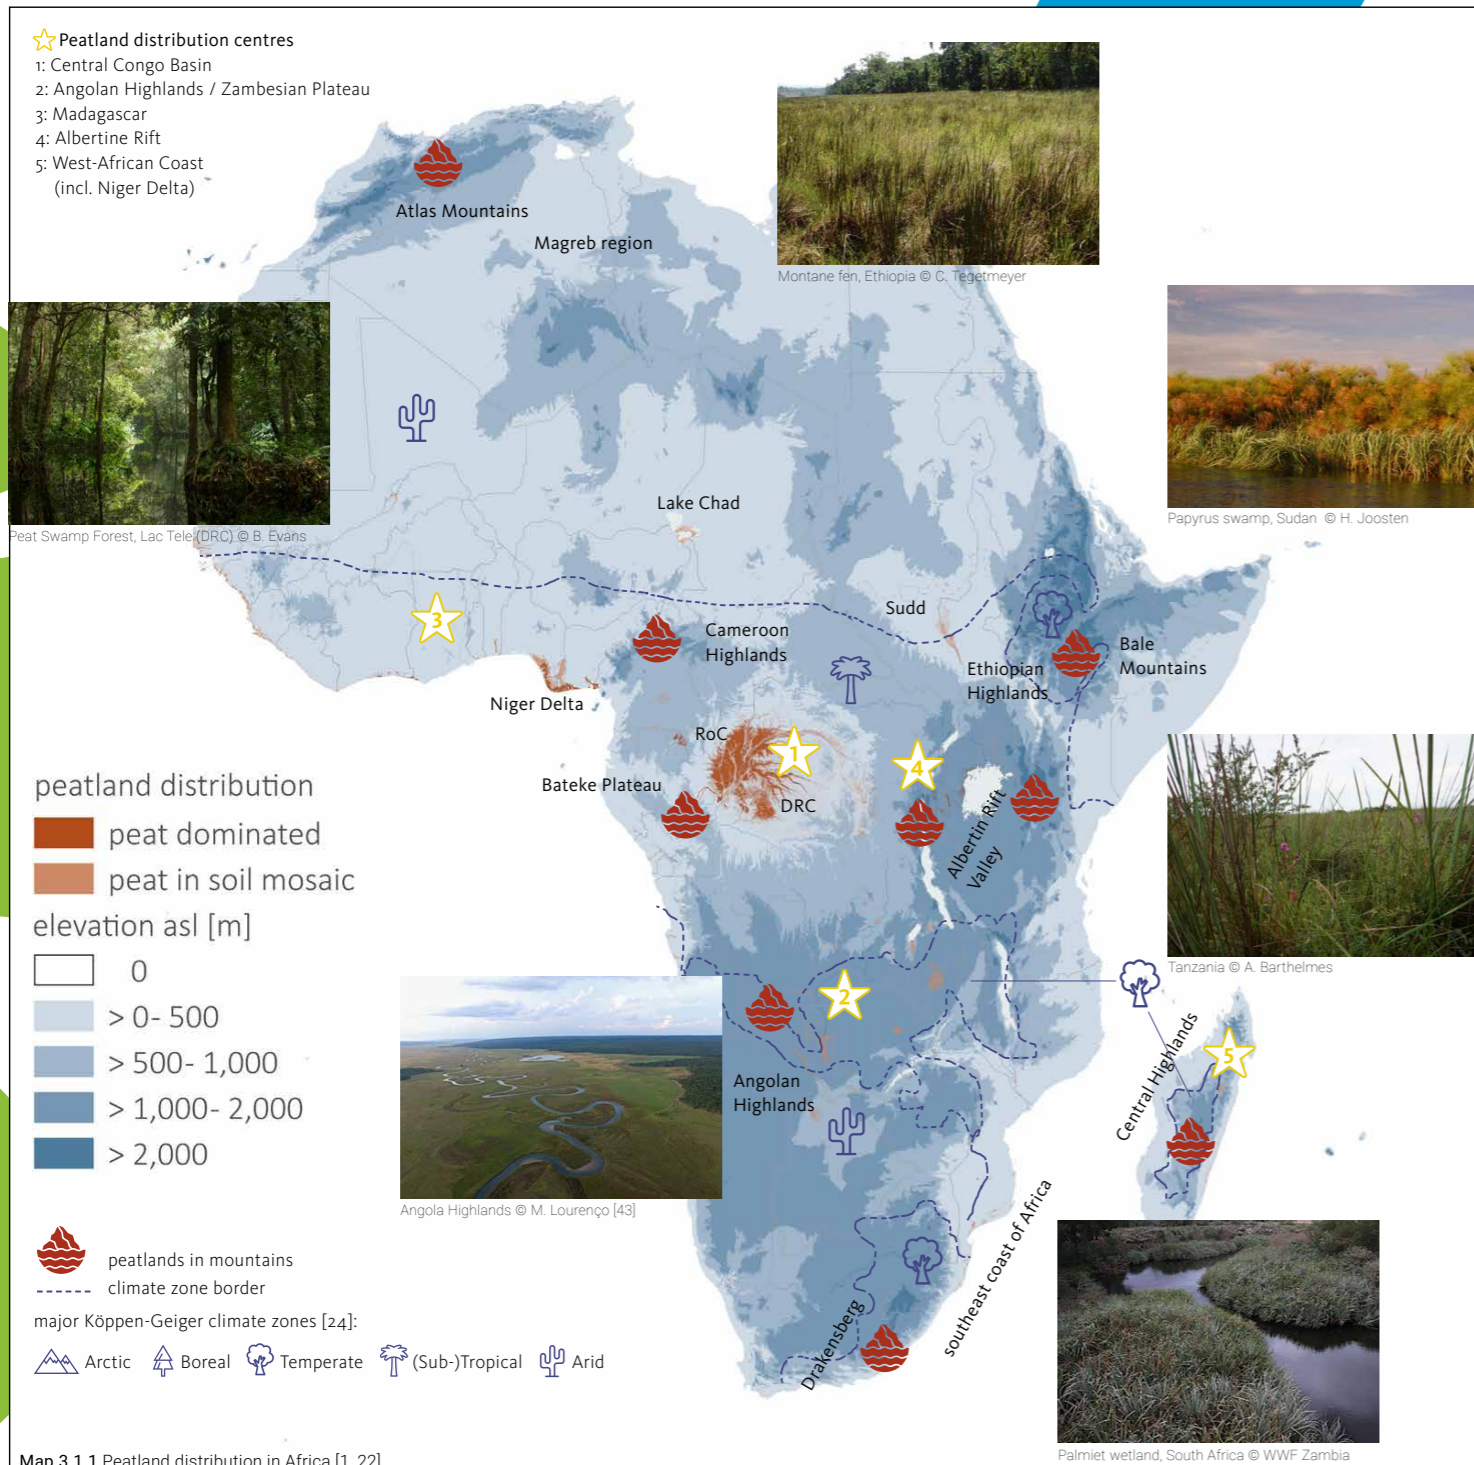 Peatland distribution centres
1: Central Congo Basin
2: Angolan Highlands / Zambesian Plateau
3: Madagascar
4: Albertine Rift
5: West-African Coast
(incl. Niger Delta)
Montane fen, Ethiopia © C. Tegetmeyer
Atlas Mountains
Magreb region
Peat Swamp Forest, Lac Tele (DRC) © B. Evans
Papyrus swamp, Sudan © H. Joosten
Lake Chad
3
Sudd
Cameroon
Highlands
Bale
Mountains
Ethiopian
Highlands
Niger Delta
RoC
1
4
Bateke Plateau
DRC
Albertin Rift
Valley
Tanzania © A. Barthelmes
2
Angolan
Highlands
Angola Highlands © M. Lourenço [43]
Central Highlands
5
southeast coast of Africa
Drakensberg
Palmiet wetland, South Africa © WWF Zambia
peatland distribution
peat dominated
peat in soil mosaic
elevation asl [m]
0
> 0- 500
> 500- 1,000
> 1,000- 2,000
> 2,000
peatlands in mountains
climate zone border
major Köppen-Geiger climate zones [24]:
Arctic Boreal Temperate (Sub-)Tropical Arid
Map 3.1.1 Peatland distribution in Africa [1, 22]